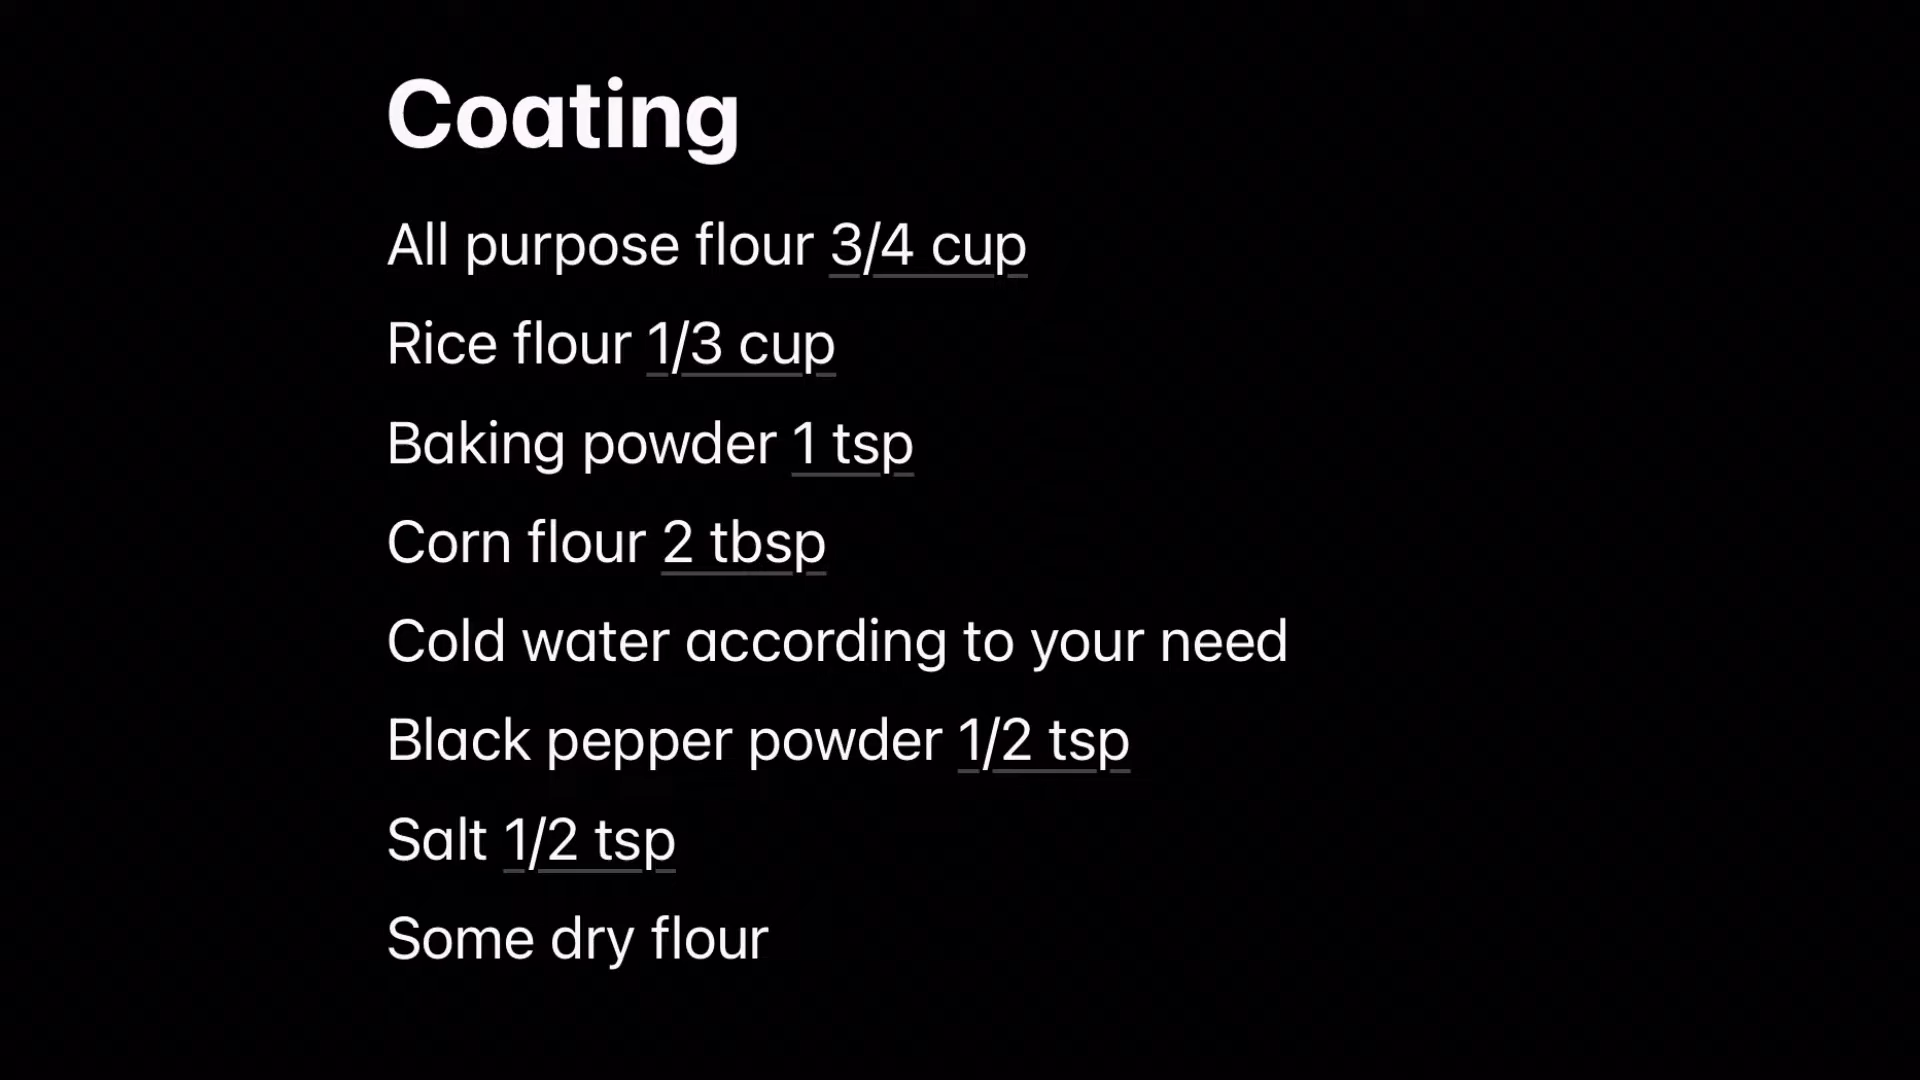 Coating
All purpose flour 3/4 cup
Rice flour 1/3 cup
Baking powder 1 tsp
Corn flour 2 tbsp
Cold water according to your need
Black pepper powder 1/2 tsp
Salt 1/2 tsp
Some dry flour